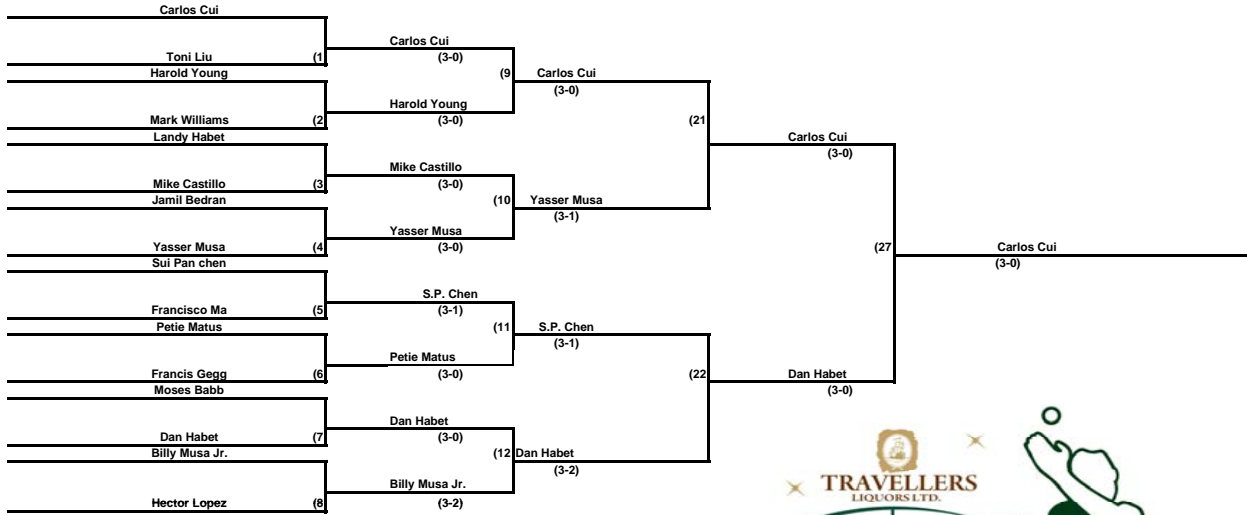 Carlos Cui
Toni Liu (1
Harold Young
Mark Williams (2
Landy Habet
Mike Castillo (3
Jamil Bedran
Yasser Musa (4
Sui Pan chen
Francisco Ma (5
Petie Matus
Francis Gegg (6
Moses Babb
Dan Habet (7
Billy Musa Jr.
Hector Lopez (8
Carlos Cui
(3-0)
(9
Harold Young
(3-0)
Mike Castillo
(3-0)
(10
Yasser Musa
(3-0)
S.P. Chen
(3-1)
(11
Petie Matus
(3-0)
Dan Habet
(3-0)
(12
Billy Musa Jr.
(3-2)
Carlos Cui
(3-0)
(21
Yasser Musa
(3-1)
S.P. Chen
(3-1)
(22
Dan Habet
(3-2)
Carlos Cui
(3-0)
(27
Dan Habet
(3-0)
Carlos Cui
(3-0)
TRAVELLERS
LIQUORS LTD.